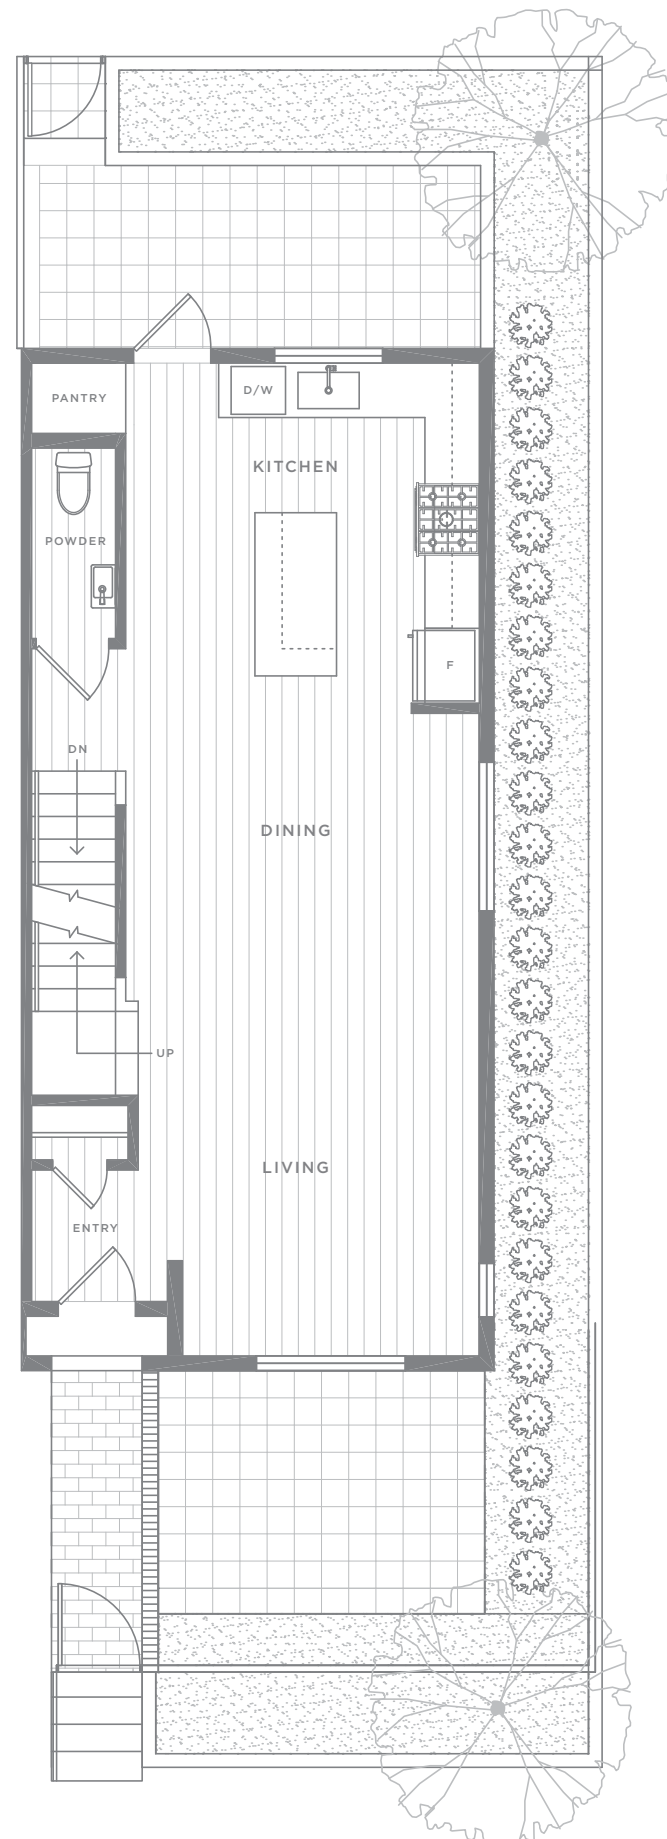 PANTRY
D/W
KITCHEN
POWDER
F
DN
DINING
UP
LIVING
ENTRY